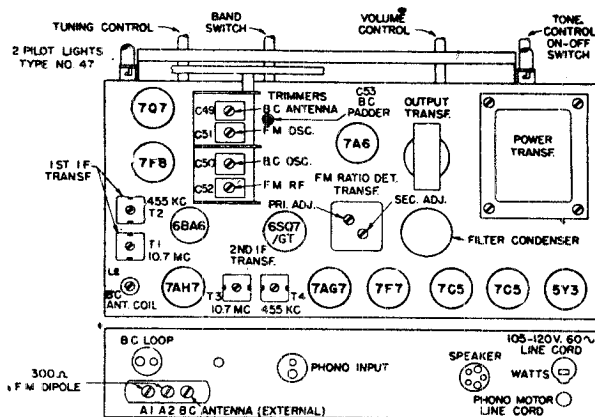 TUNING CONTROL
BAND
SWITCH
VOLUME
CONTROL
TONE
CONTROL
ON-OFF
SWITCH
2 PILOT LIGHTS
TYPE NO. 47
TRIMMERS
C49
BC ANTENNA
C51
FM OSC.
C50
BC OSC.
C52
FM RF
C53
BC
PADDER
OUTPUT
TRANSF.
POWER
TRANSF.
7Q7
7F8
7A6
1ST IF
TRANSF.
455 KC
T2
T1
10.7 MC
6BA6
6SQ7
/GT
FM RATIO DET.
TRANSF.
PRI. ADJ.
SEC. ADJ.
FILTER CONDENSER
2ND IF
TRANSF.
L2
BC
ANT. COIL
7AH7
T3
10.7 MC
T4
455 KC
7AG7
7F7
7C5
7C5
5Y3
BC LOOP
PHONO INPUT
SPEAKER
105-120V. 60~
LINE CORD
WATTS
PHONO MOTOR
LINE CORD
300Ω
FM DIPOLE
A1 A2 BC ANTENNA (EXTERNAL)